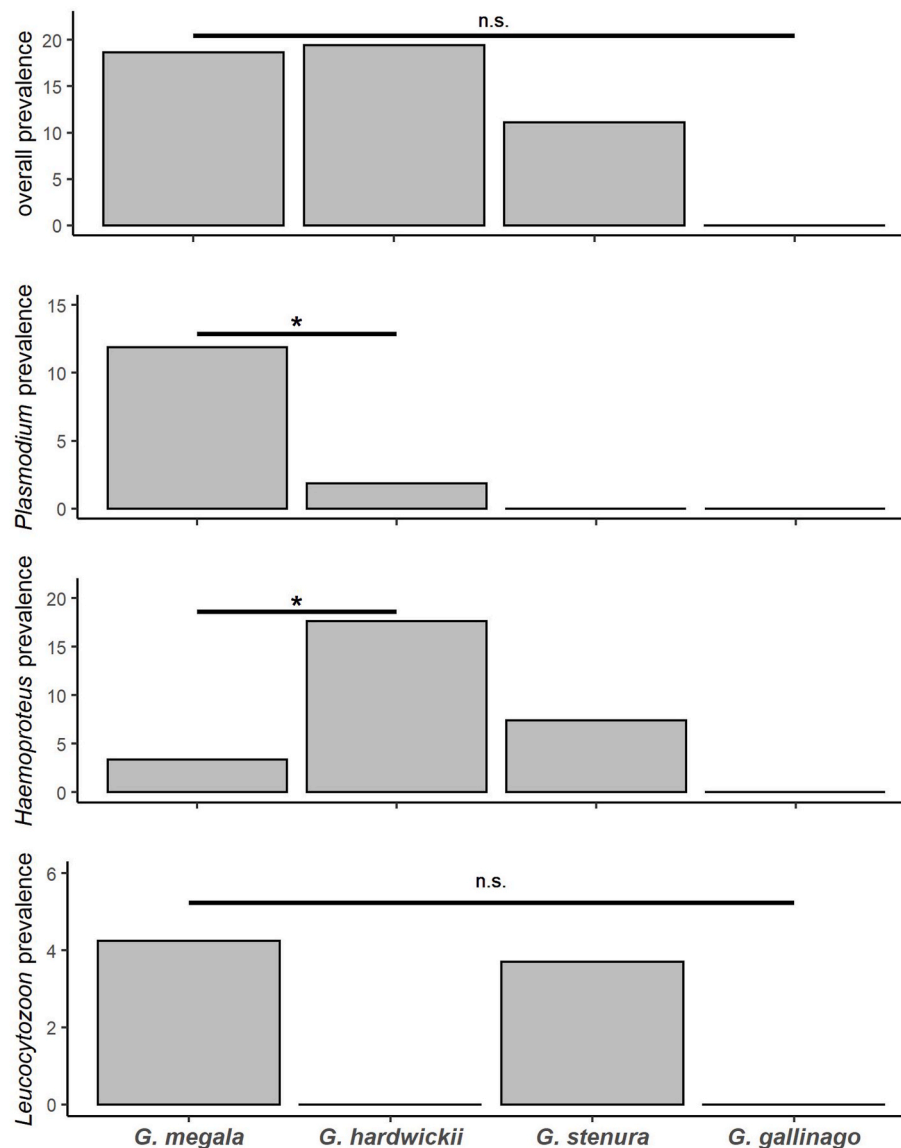 n.s.
overall prevalence
20
15
10
5
0
*
Plasmodium prevalence
15
10
5
0
*
Haemoproteus prevalence
20
15
10
5
0
n.s.
Leucocytozoon prevalence
6
4
2
0
G. megala G. hardwickii G. stenura G. gallinago